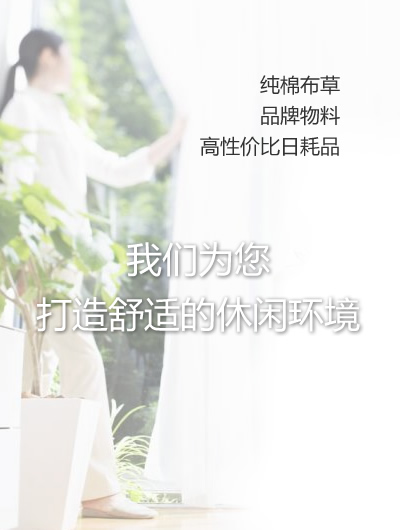 纯棉布草
品牌物料
高性价比日耗品
我们为您
打造舒适的休闲环境